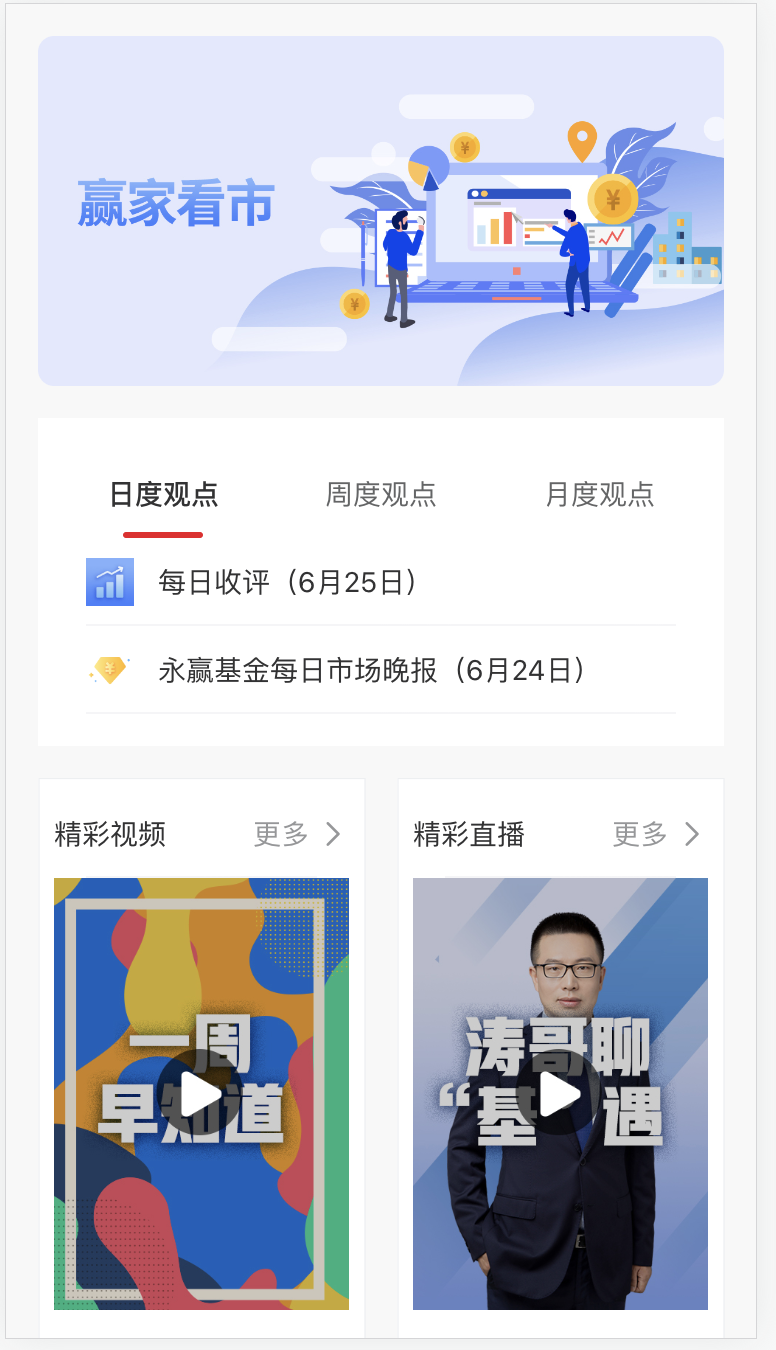 赢家看市
日度观点
周度观点
月度观点
每日收评（6月25日）
永赢基金每日市场晚报（6月24日）
精彩视频
更多
精彩直播
更多
一周
早知道
涛哥聊
“基 遇